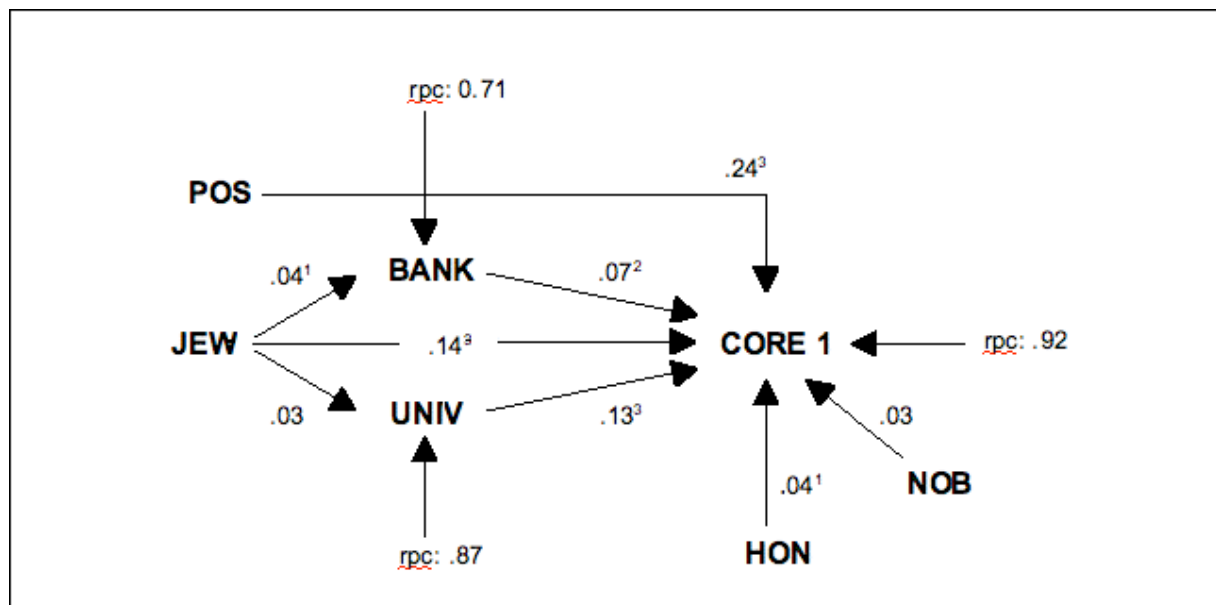 rpc: 0.71
.24³
POS
BANK
.04¹
.07²
JEW
.14⁹
CORE 1
rpc: .92
.03
UNIV
.13³
.03
NOB
.04¹
rpc: .87
HON